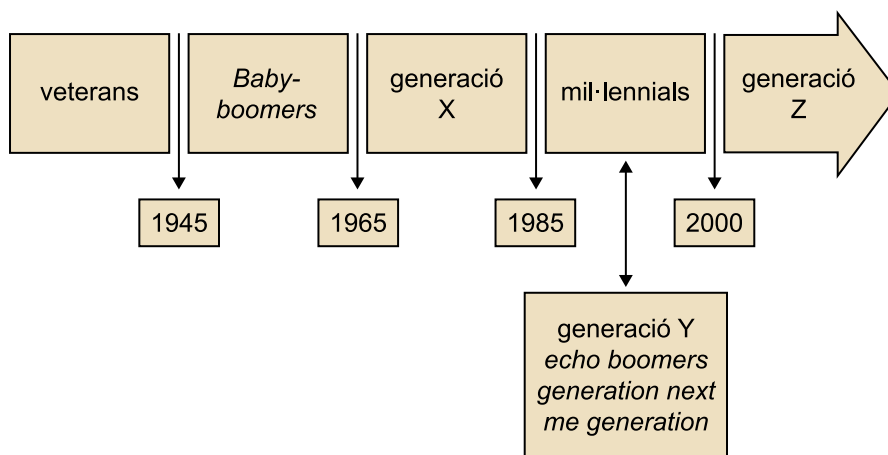 veterans
Baby-
boomers
generació
X
mil·lennials
generació
Z
1945
1965
1985
2000
generació Y
echo boomers
generation next
me generation